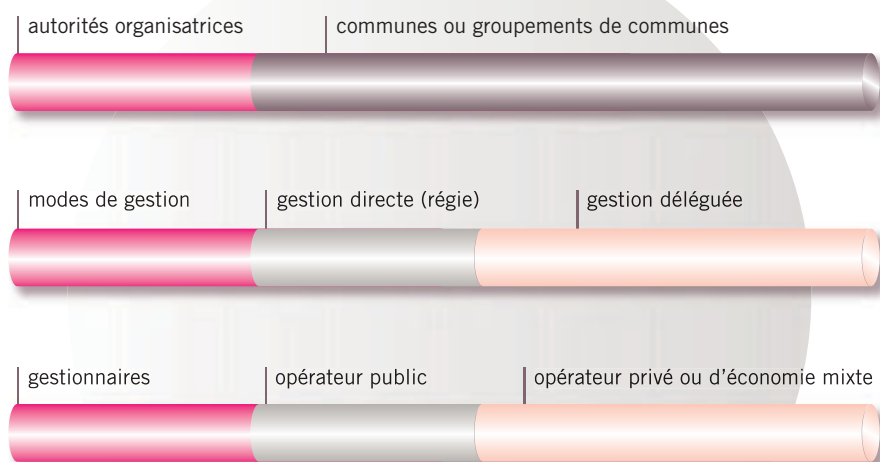 autorités organisatrices
communes ou groupements de communes
modes de gestion
gestion directe (régie)
gestion déléguée
gestionnaires
opérateur public
opérateur privé ou d’économie mixte